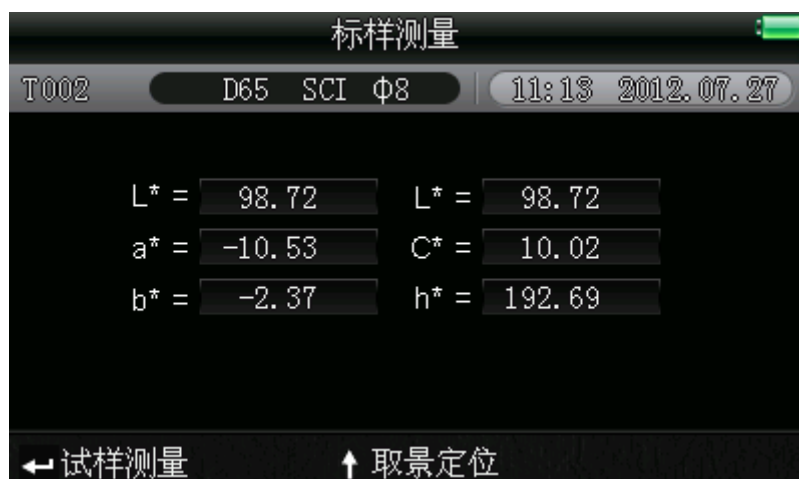 标样测量
T002 D65 SCI Φ8 11:13 2012.07.27
L* = 98.72 L* = 98.72
a* = -10.53 C* = 10.02
b* = -2.37 h* = 192.69
试样测量 取景定位